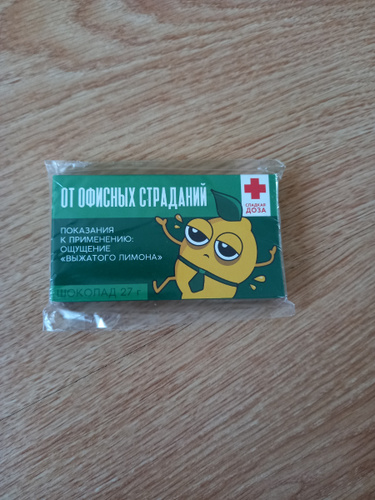 ОТ ОФИСНЫХ СТРАДАНИЙ
СЛАДКАЯ
ДОЗА
ПОКАЗАНИЯ
К ПРИМЕНЕНИЮ:
ОЩУЩЕНИЕ
«ВЫЖАТОГО ЛИМОНА»
ШОКОЛАД 27 г